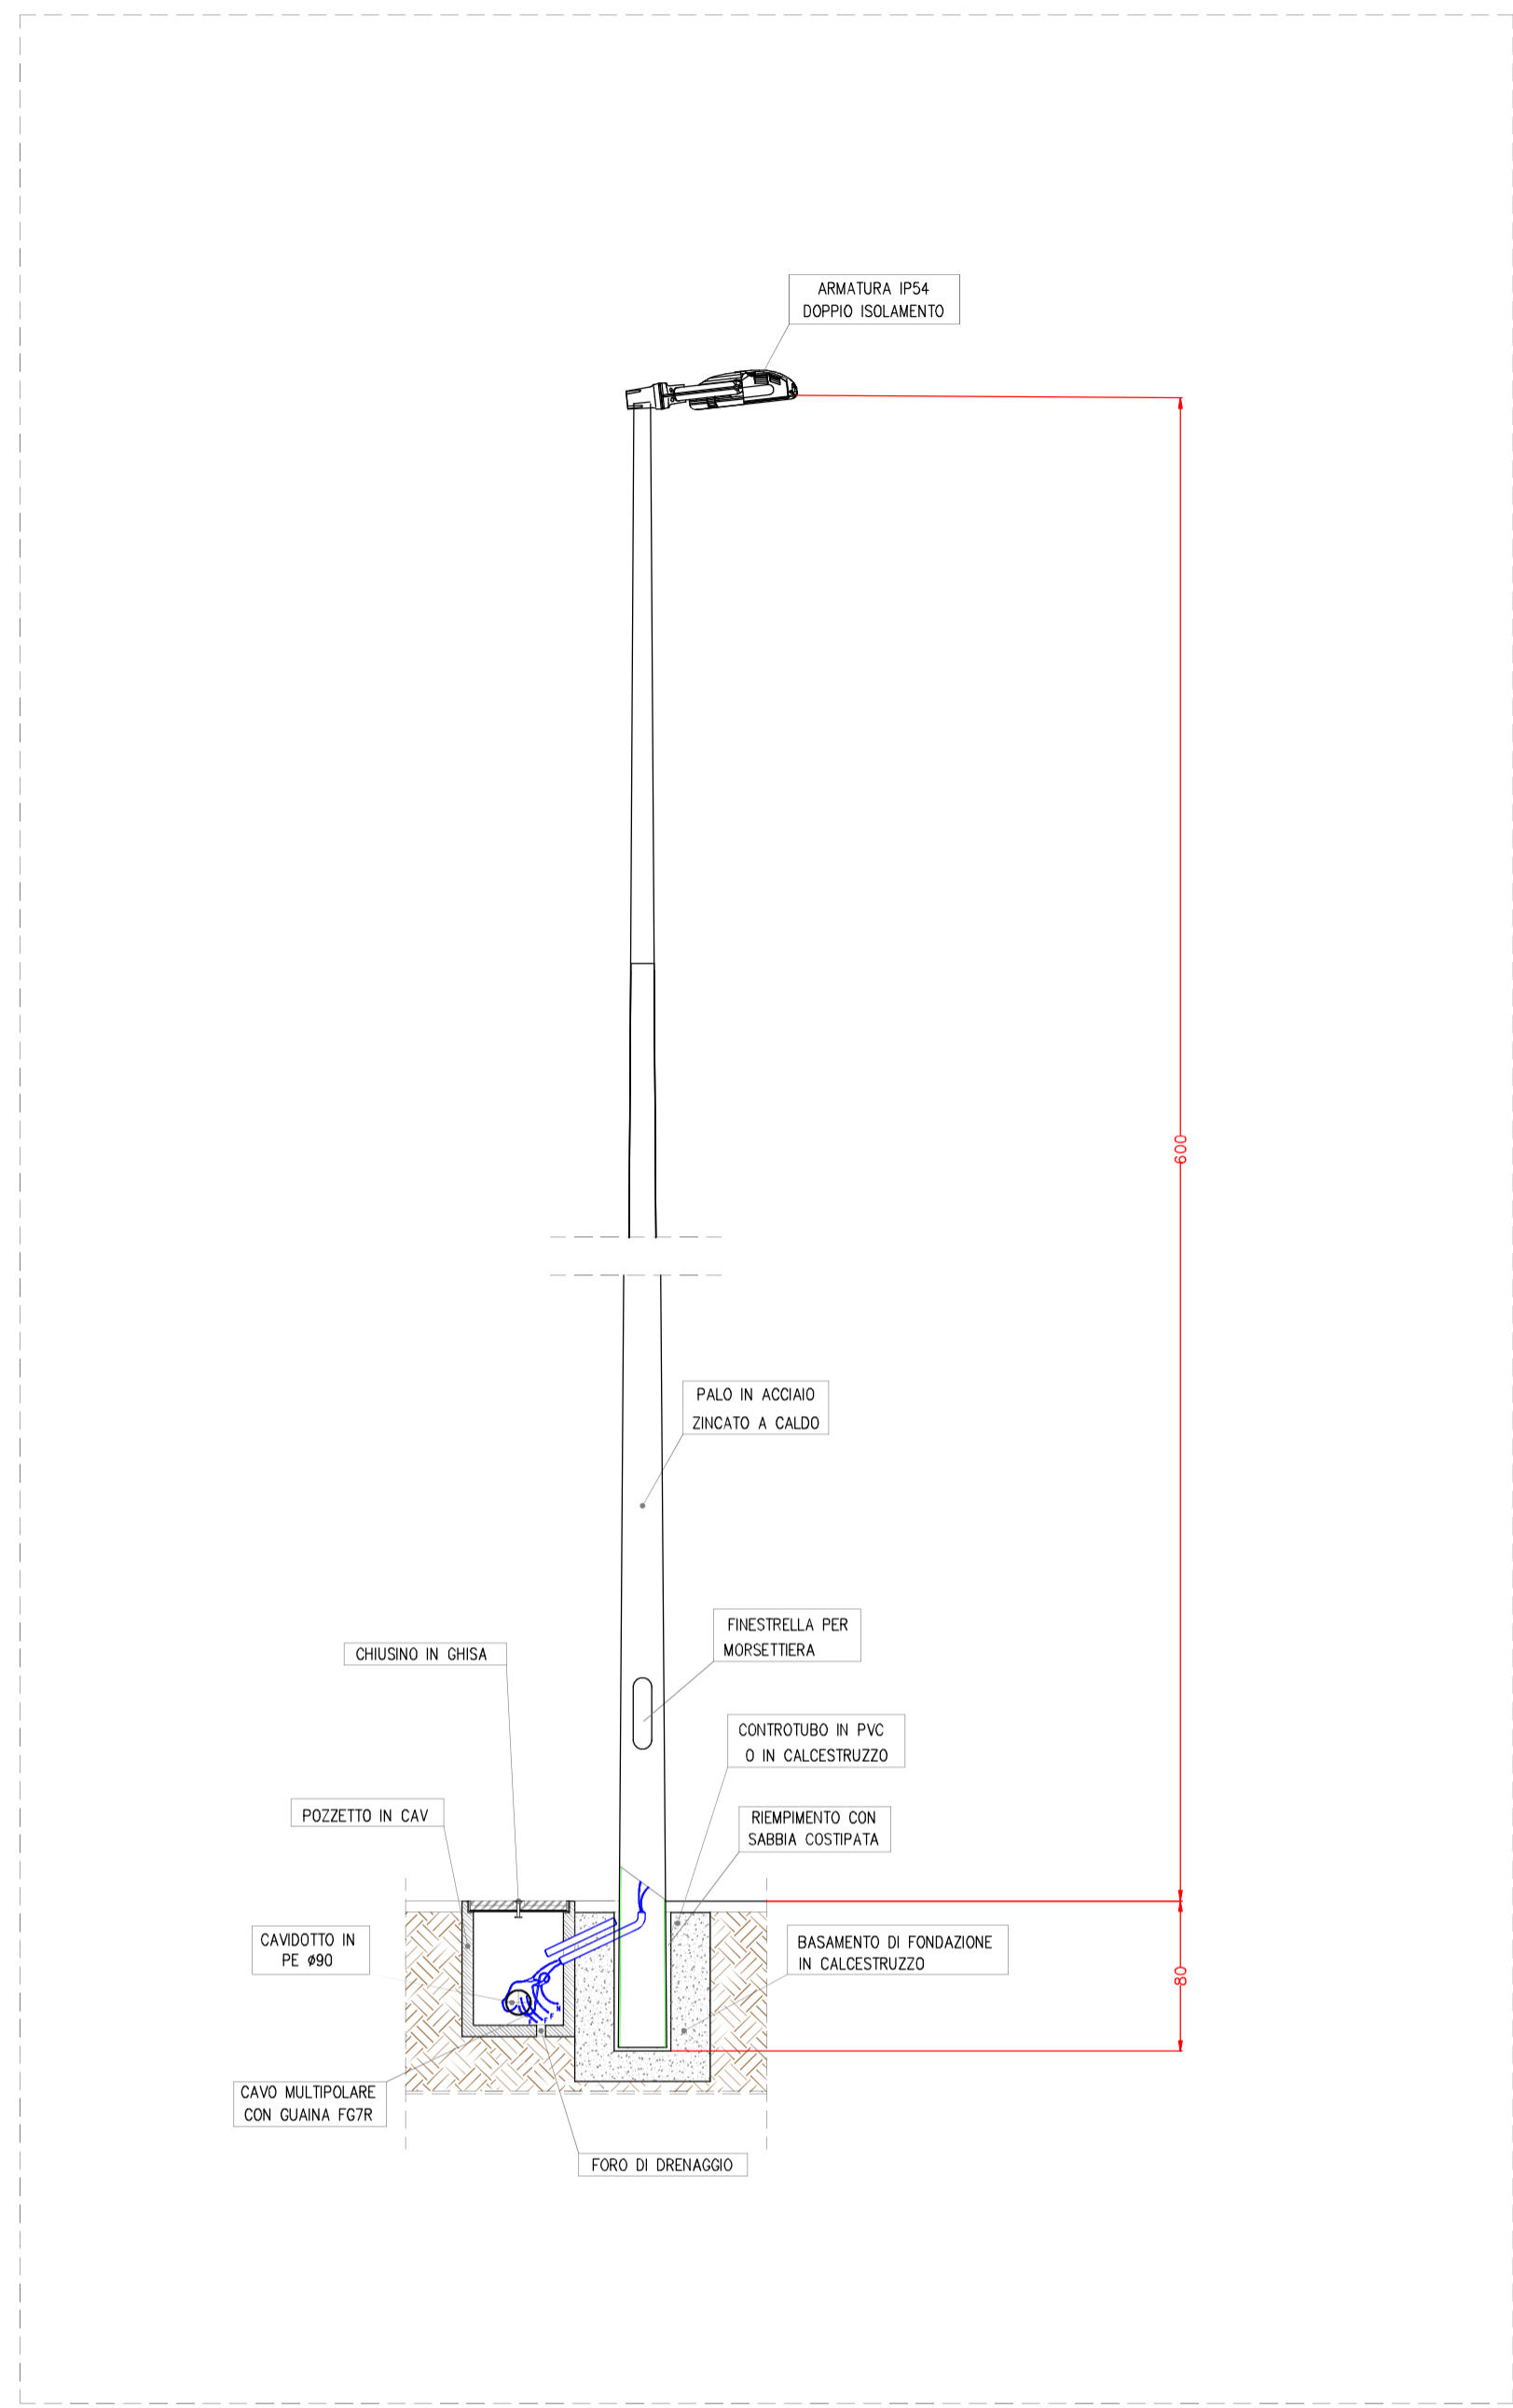 ARMATURA IP54
DOPPIO ISOLAMENTO
600
PALO IN ACCIAIO
ZINCATO A CALDO
FINESTRELLA PER
MORSETTIERA
CHIUSINO IN GHISA
CONTROTUBO IN PVC
O IN CALCESTRUZZO
POZZETTO IN CAV
RIEMPIMENTO CON
SABBIA COSTIPATA
CAVIDOTTO IN
PE ø90
BASAMENTO DI FONDAZIONE
IN CALCESTRUZZO
80
CAVO MULTIPOLARE
CON GUAINA FG7R
FORO DI DRENAGGIO